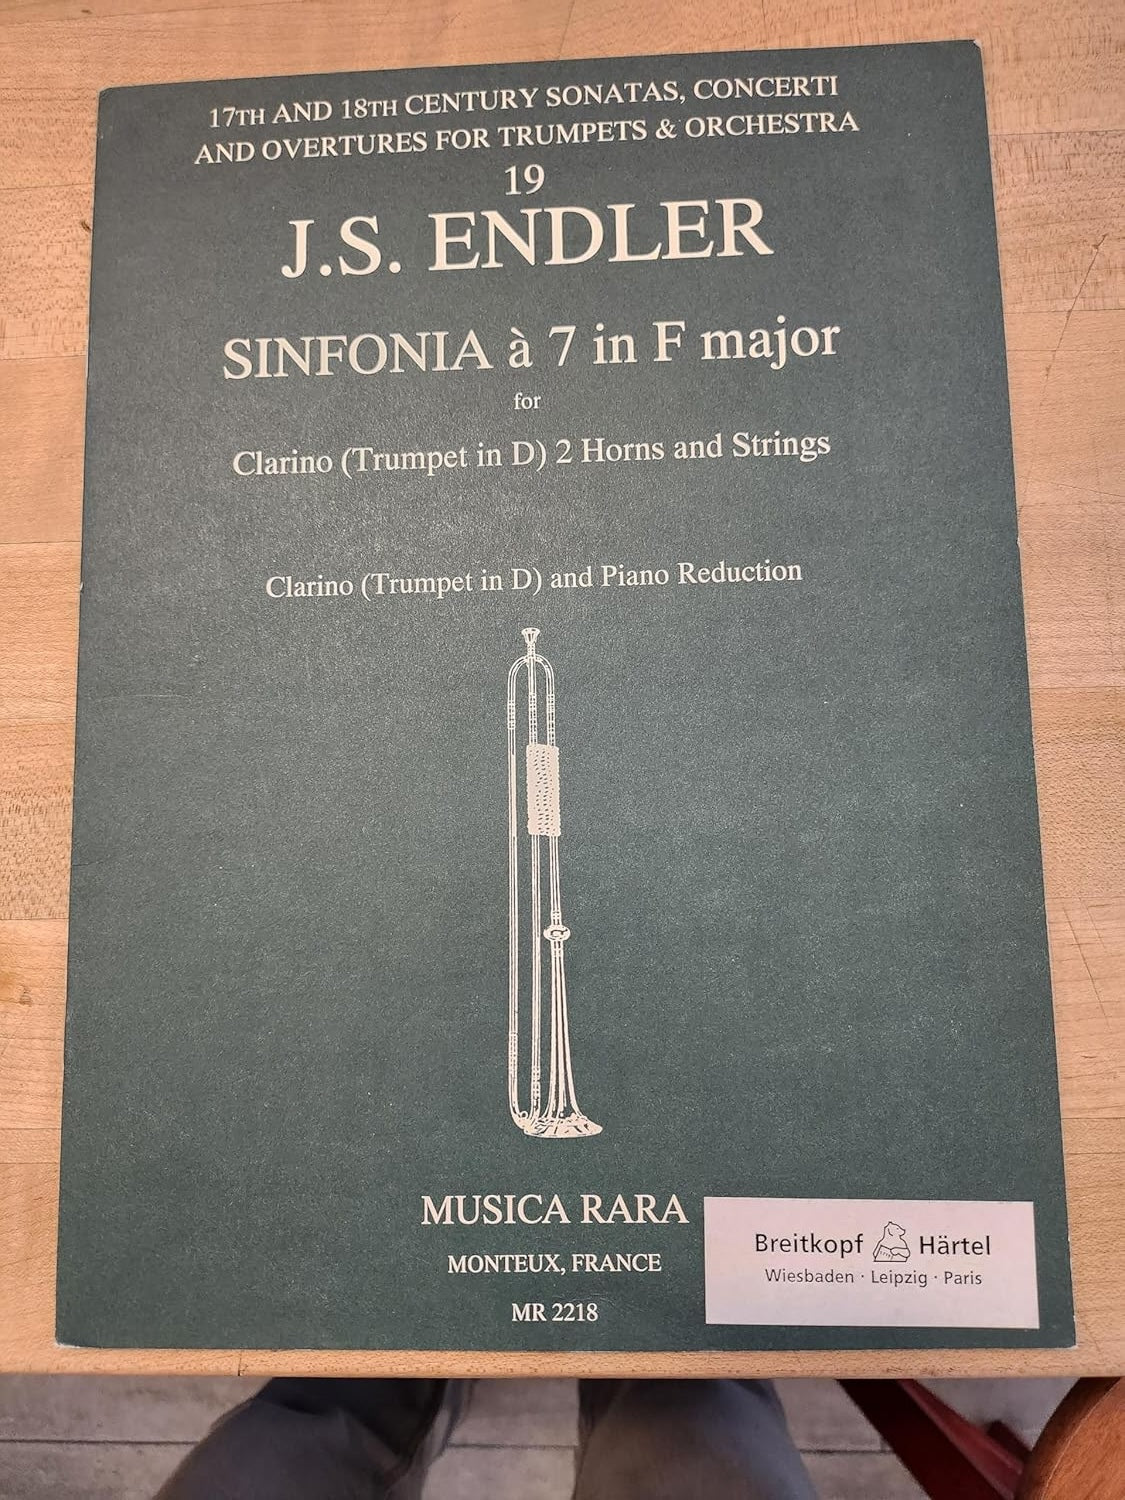 17TH AND 18TH CENTURY SONATAS, CONCERTI
AND OVERTURES FOR TRUMPETS & ORCHESTRA
19
J.S. ENDLER
SINFONIA à 7 in F major
for
Clarino (Trumpet in D) 2 Horns and Strings
Clarino (Trumpet in D) and Piano Reduction
MUSICA RARA
MONTEUX, FRANCE
MR 2218
Breitkopf Härtel
Wiesbaden · Leipzig · Paris